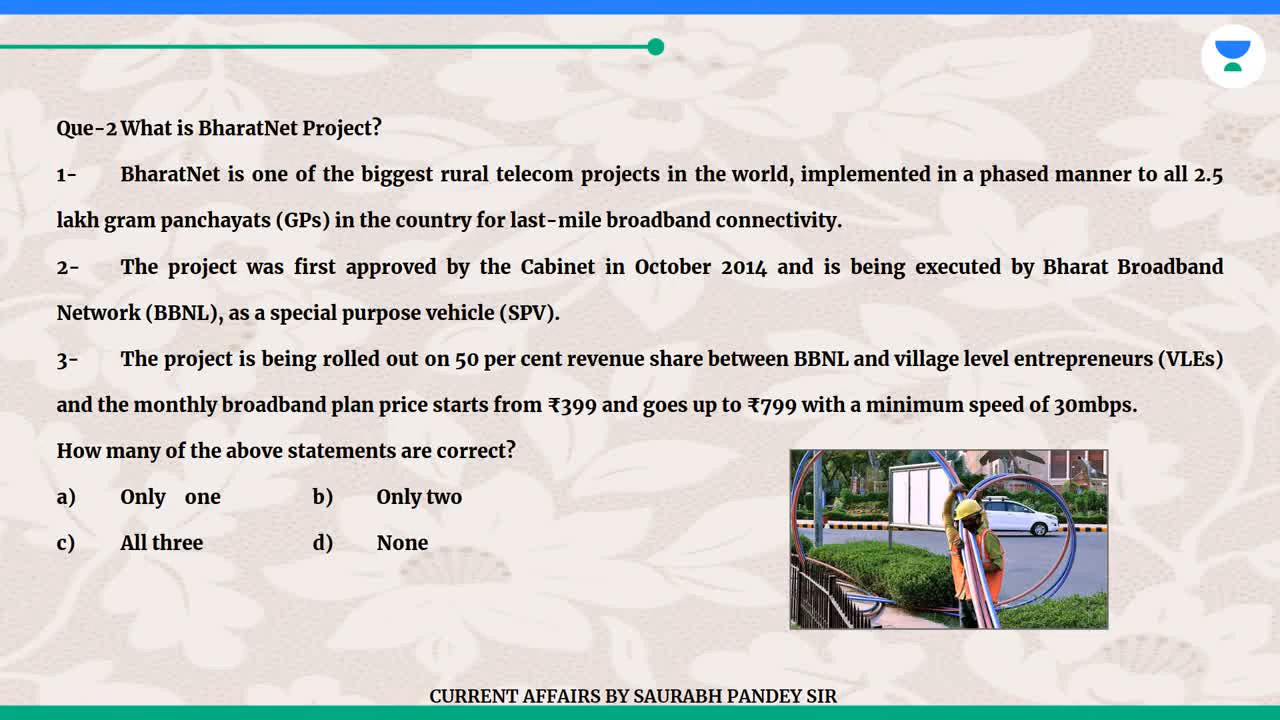 Que-2 What is BharatNet Project?
1- BharatNet is one of the biggest rural telecom projects in the world, implemented in a phased manner to all 2.5
lakh gram panchayats (GPs) in the country for last-mile broadband connectivity.
2- The project was first approved by the Cabinet in October 2014 and is being executed by Bharat Broadband
Network (BBNL), as a special purpose vehicle (SPV).
3- The project is being rolled out on 50 per cent revenue share between BBNL and village level entrepreneurs (VLEs)
and the monthly broadband plan price starts from ₹399 and goes up to ₹799 with a minimum speed of 30mbps.
How many of the above statements are correct?
a) Only one b) Only two
c) All three d) None
CURRENT AFFAIRS BY SAURABH PANDEY SIR